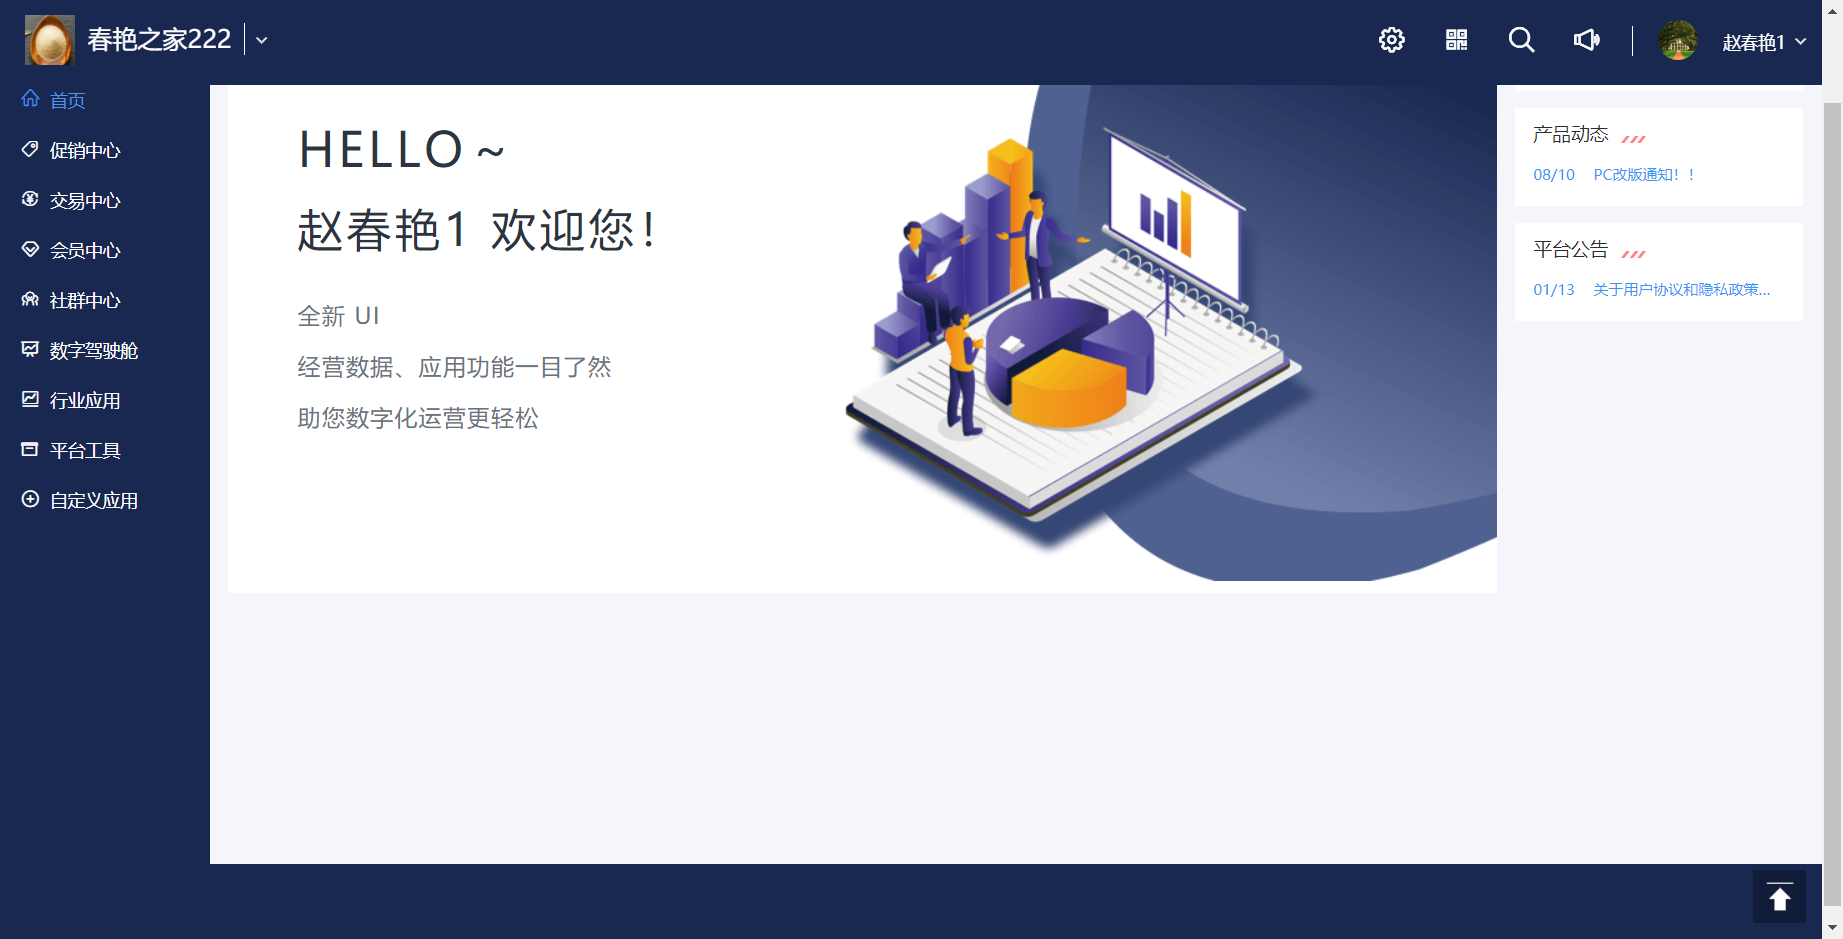 春艳之家222
赵春艳1
首页
促销中心
交易中心
会员中心
社群中心
数字驾驶舱
行业应用
平台工具
自定义应用
HELLO ~
赵春艳1 欢迎您！
全新 UI
经营数据、应用功能一目了然
助您数字化运营更轻松
产品动态
08/10 PC改版通知！！
平台公告
01/13 关于用户协议和隐私政策...